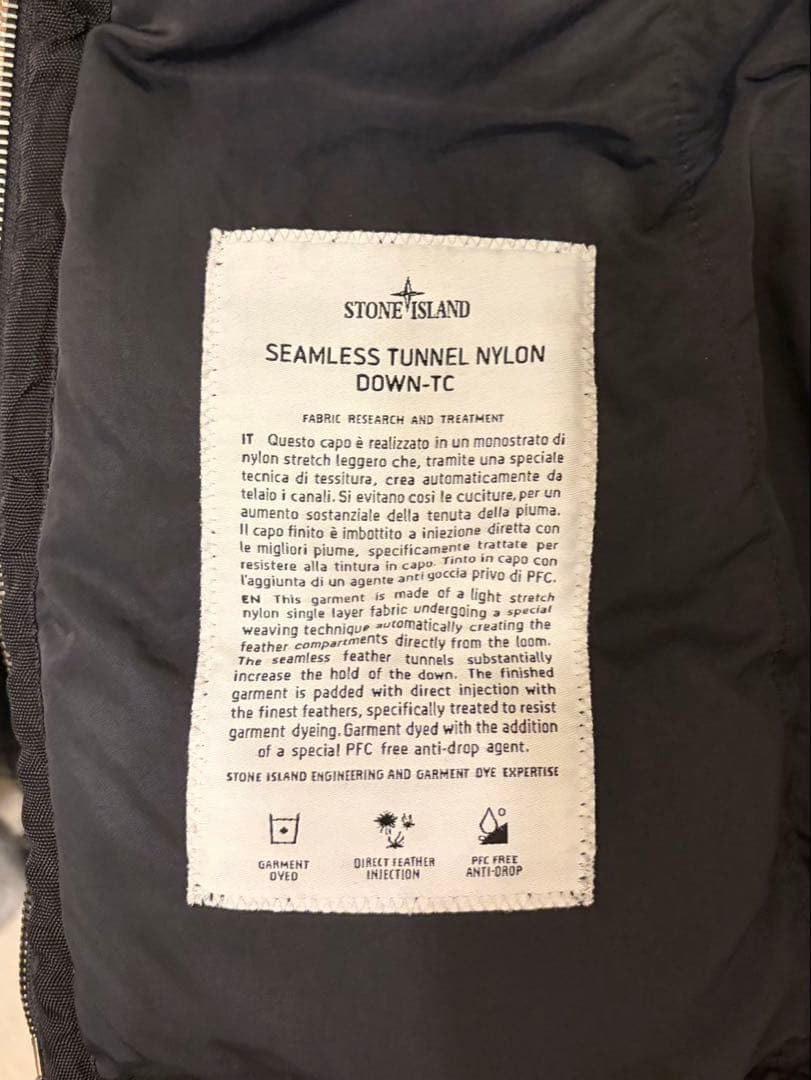 STONE ISLAND
SEAMLESS TUNNEL NYLON
DOWN-TC
FABRIC RESEARCH AND TREATMENT
IT Questo capo è realizzato in un monostrato di
nylon stretch leggero che, tramite una speciale
tecnica di tessitura, crea automaticamente da
telaio i canali. Si evitano così le cuciture, per un
aumento sostanziale della tenuta della piuma.
Il capo finito è imbottito a iniezione diretta con
le migliori piume, specificamente trattate per
resistere alla tintura in capo. Tinto in capo con
l'aggiunta di un agente anti goccia privo di PFC.
EN This garment is made of a light stretch
nylon single layer fabric undergoing a special
weaving technique automatically creating the
feather compartments directly from the loom.
The seamless feather tunnels substantially
increase the hold of the down. The finished
garment is padded with direct injection with
the finest feathers, specifically treated to resist
garment dyeing. Garment dyed with the addition
of a special PFC free anti-drop agent.
STONE ISLAND ENGINEERING AND GARMENT DYE EXPERTISE
GARMENT
DYED
DIRECT FEATHER
INJECTION
PFC FREE
ANTI-DROP